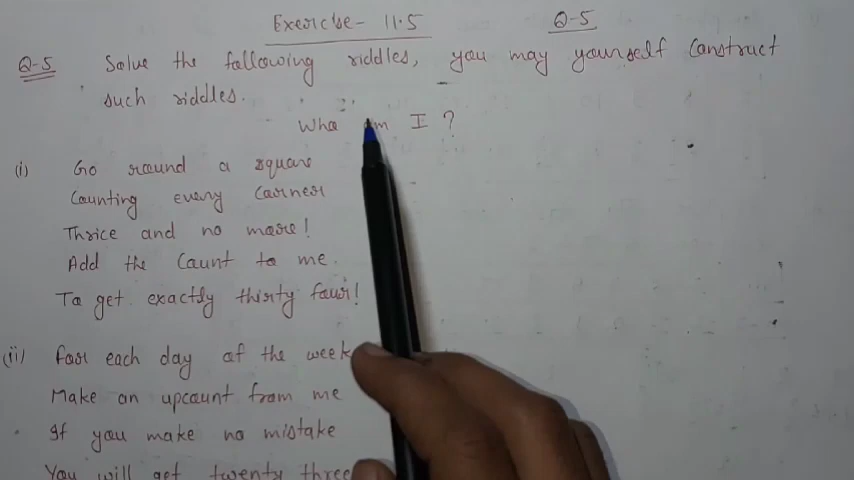 Exercise- 11.5 Q-5
Q-5 Solve the following riddles, you may yourself construct
such riddles.
Who am I ?
(i) Go round a square
Counting every corner
Thrice and no more!
Add the count to me.
To get exactly thirty four!
(ii) for each day of the week
Make an upcount from me
If you make no mistake
You will get twenty three